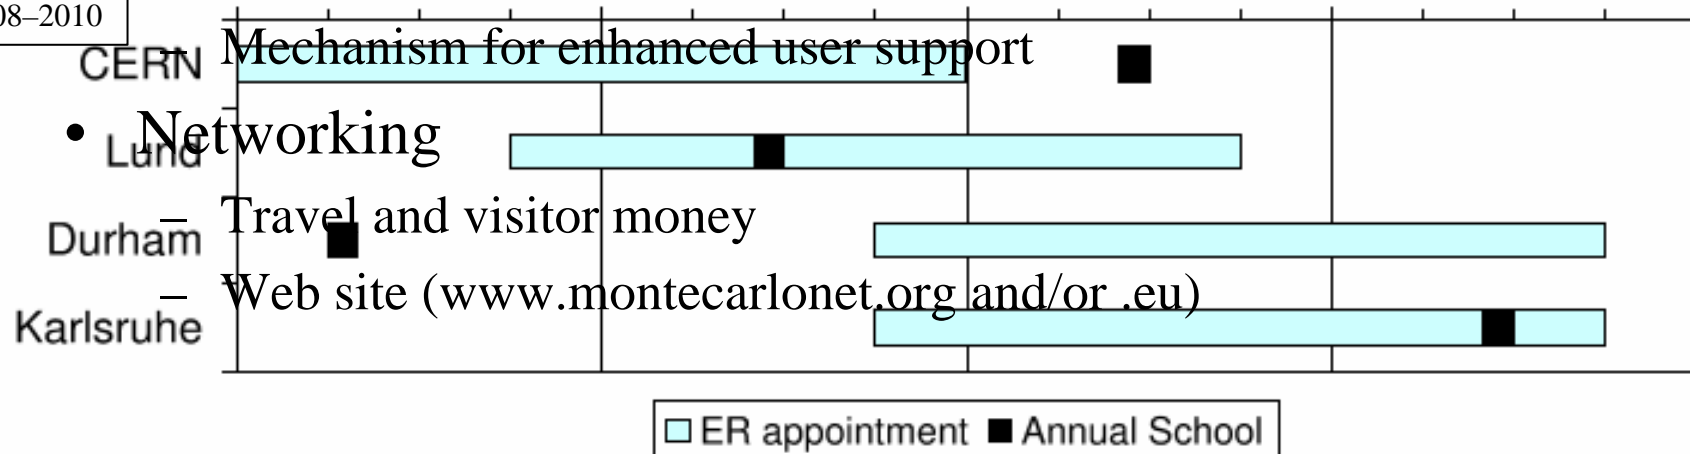 08–2010
CERN
– Mechanism for enhanced user support
• Networking
Lund
– Travel and visitor money
Durham
– Web site (www.montecarlonet.org and/or .eu)
Karlsruhe
ER appointment Annual School